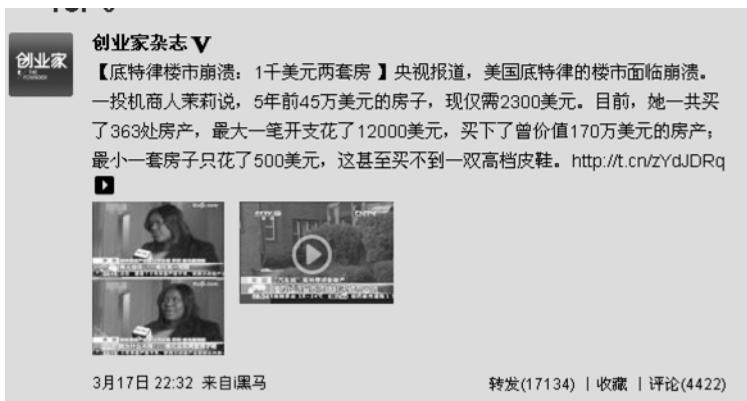 创业家
THE FOUNDER
创业家杂志 V
【底特律楼市崩溃：1千美元两套房 】央视报道，美国底特律的楼市面临崩溃。
一投机商人茉莉说，5年前45万美元的房子，现仅需2300美元。目前，她一共买
了363处房产，最大一笔开支花了12000美元，买下了曾价值170万美元的房产；
最小一套房子只花了500美元，这甚至买不到一双高档皮鞋。http://t.cn/zYdJDRq
3月17日 22:32 来自i黑马
转发(17134) | 收藏 | 评论(4422)